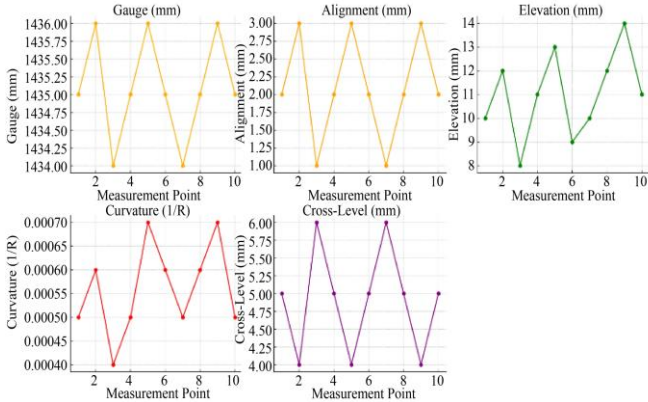 Gauge (mm)
Alignment (mm)
Elevation (mm)
Gauge (mm)
1436.00
1435.75
1435.50
1435.25
1435.00
1434.75
1434.50
1434.25
1434.00
2 4 6 8 10
Measurement Point
Alignment (mm)
3.00
2.75
2.50
2.25
2.00
1.75
1.50
1.25
1.00
2 4 6 8 10
Measurement Point
Elevation (mm)
14
13
12
11
10
9
8
2 4 6 8 10
Measurement Point
Curvature (1/R)
Cross-Level (mm)
Curvature (1/R)
0.00070
0.00065
0.00060
0.00055
0.00050
0.00045
0.00040
2 4 6 8 10
Measurement Point
Cross-Level (mm)
6.00
5.75
5.50
5.25
5.00
4.75
4.50
4.25
4.00
2 4 6 8 10
Measurement Point